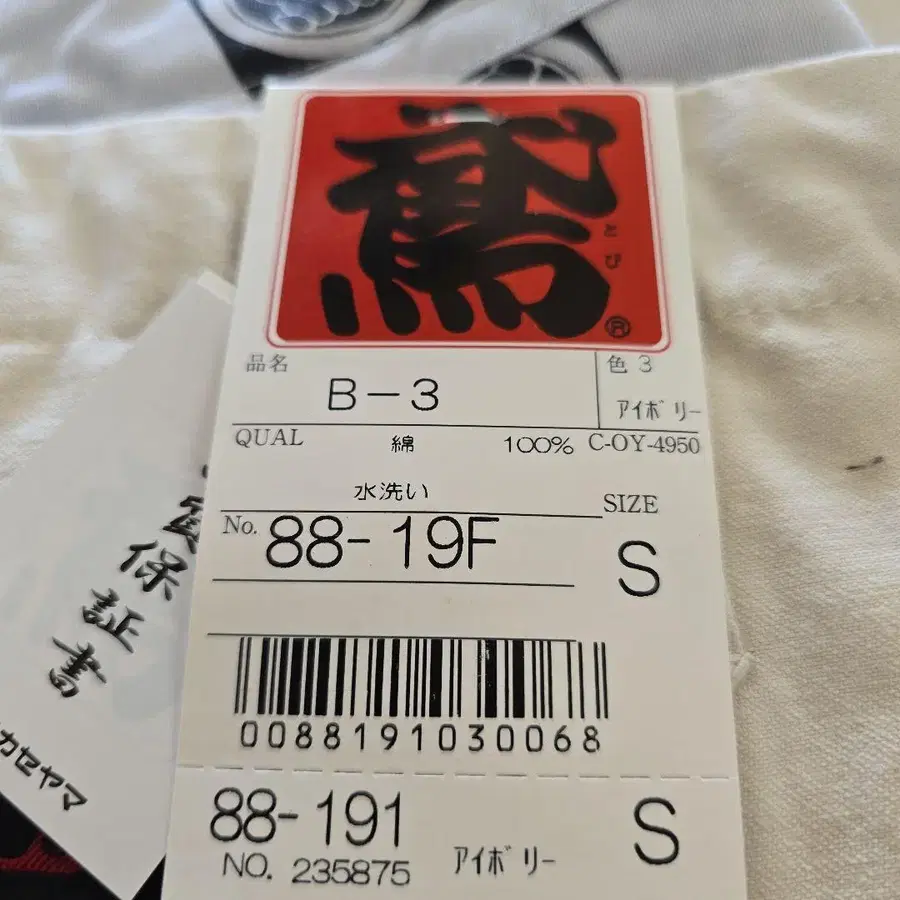 鳶
とび
®
品名
B-3
色 3
アイボリー
QUAL
綿
100%
C-OY-4950
水洗い
No. 88-19F
SIZE
S
0088191030068
88-191
アイボリー
S
NO. 235875
質保証書
カセヤマ